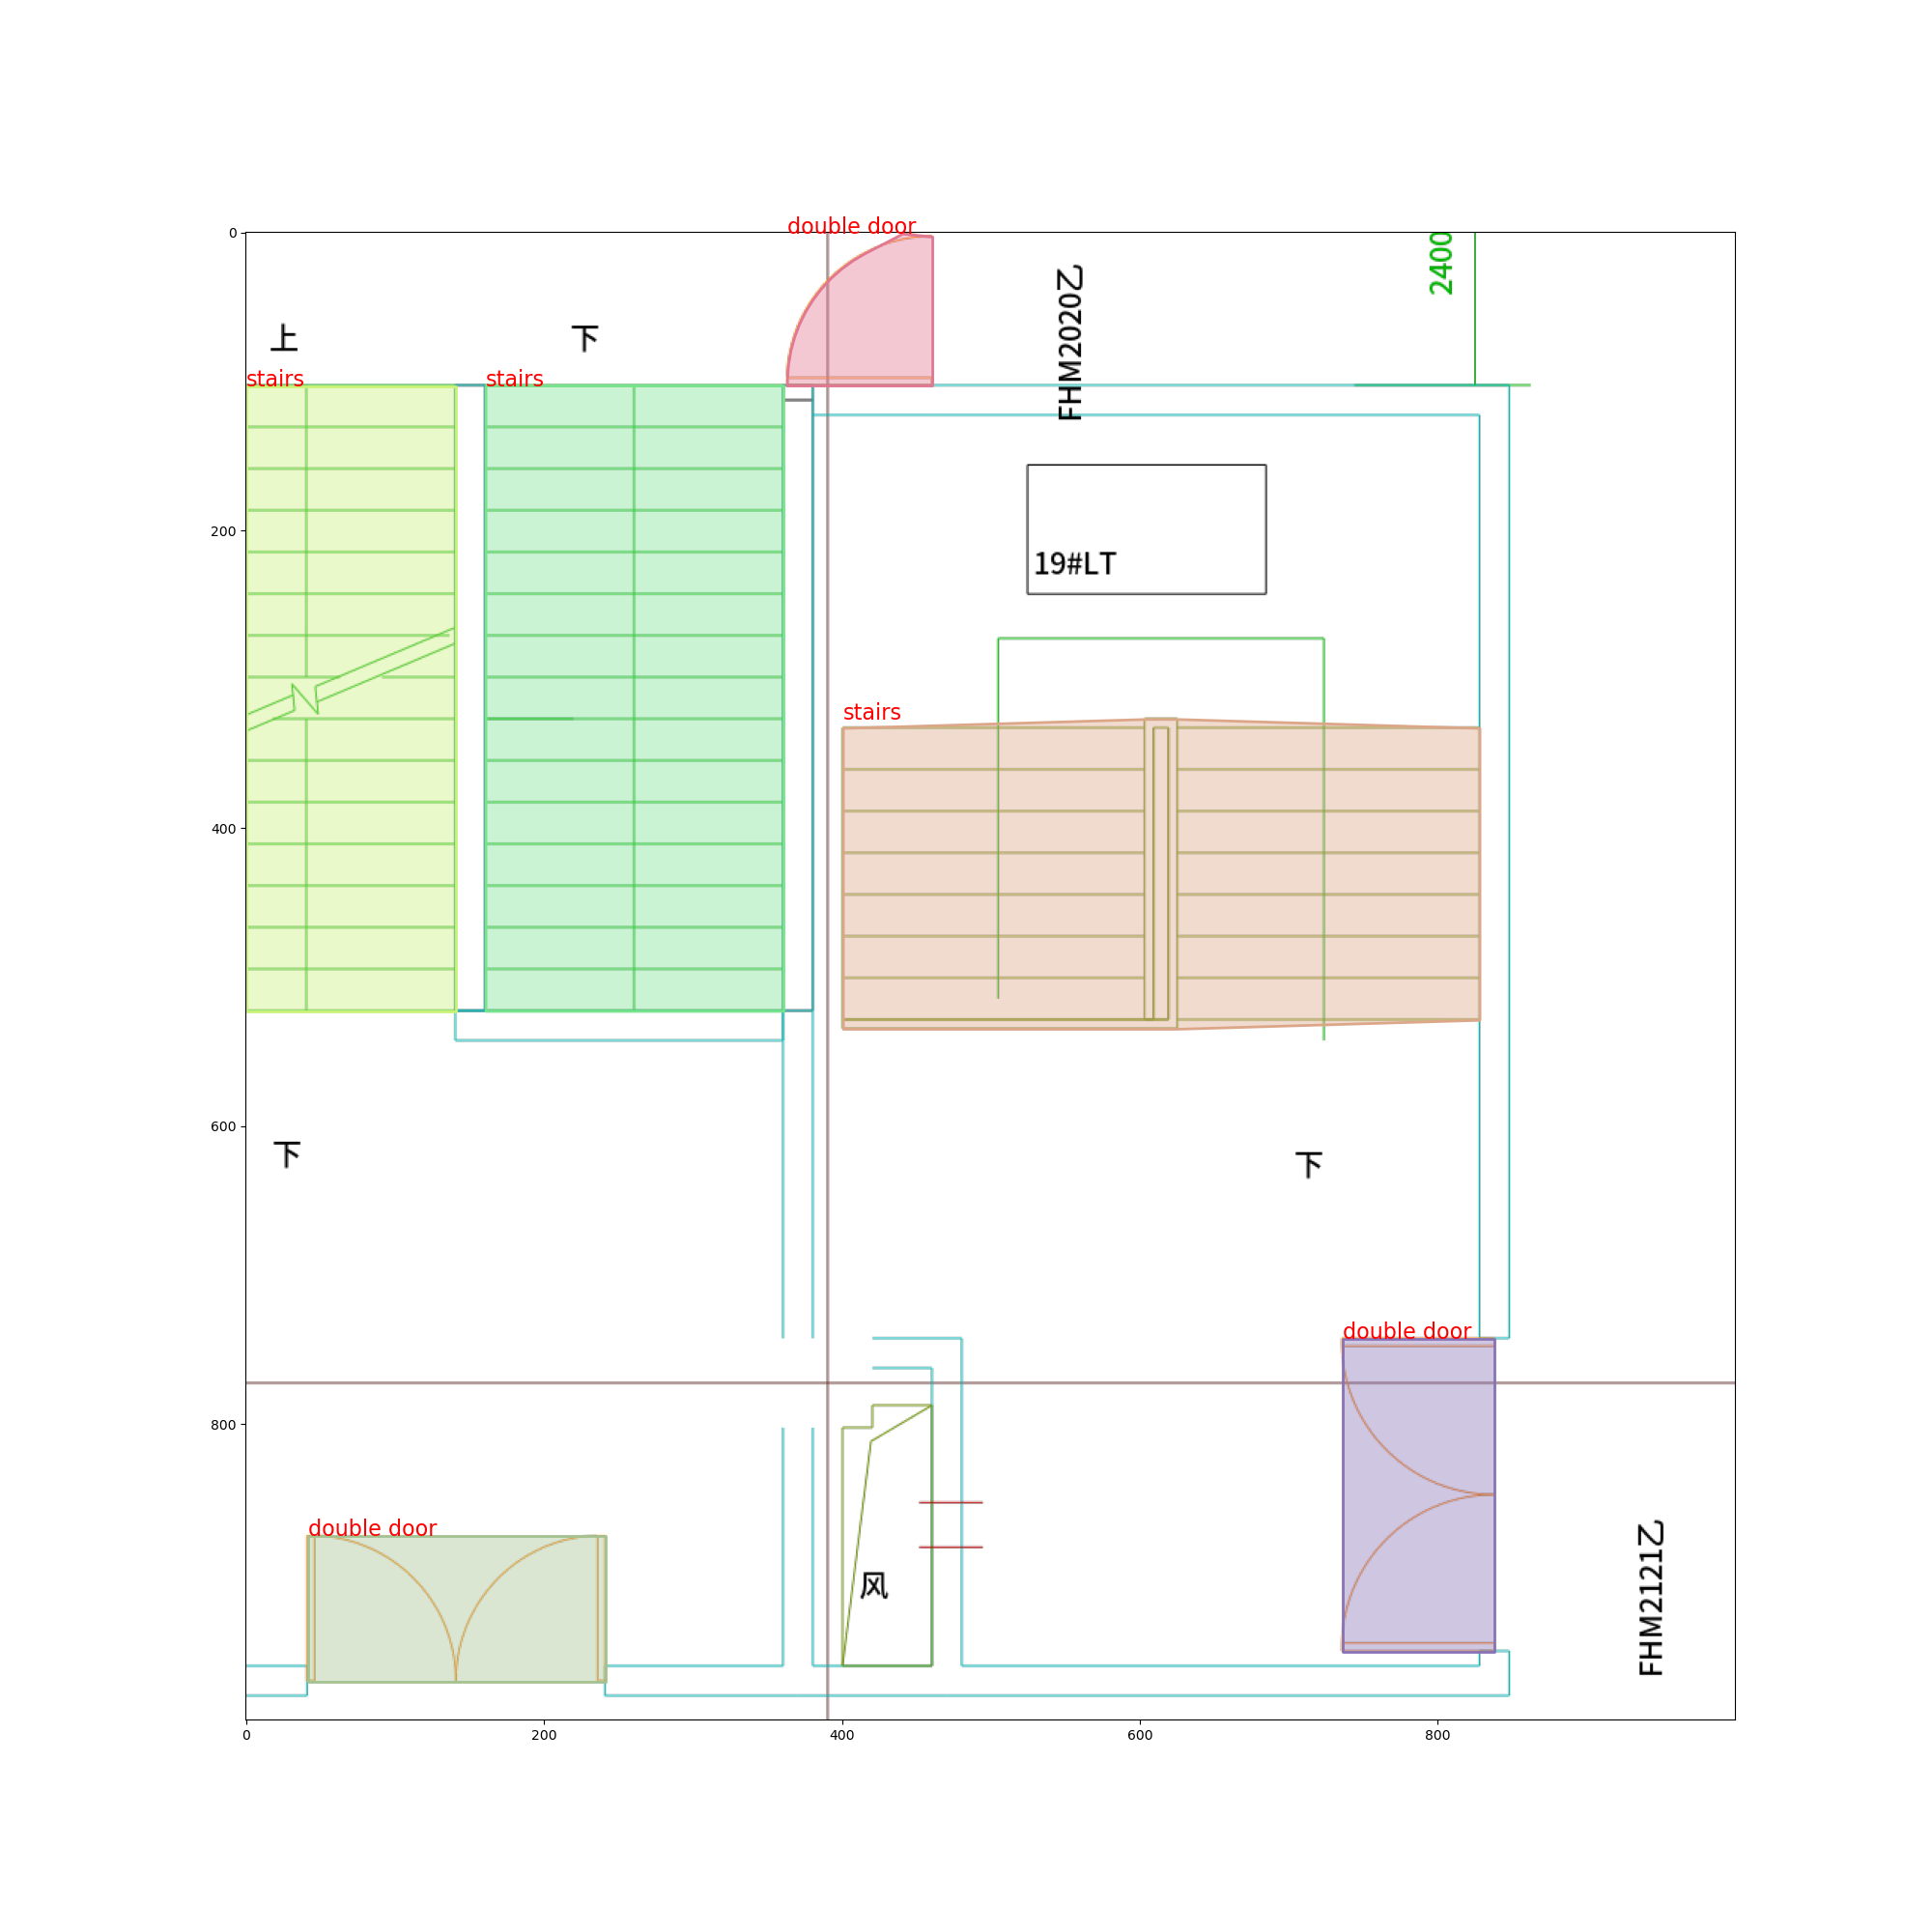 double door
0
2400
FHM2020乙
上
下
stairs
stairs
200
19#LT
stairs
400
600
下
下
double door
800
double door
FHM2121乙
风
0
200
400
600
800